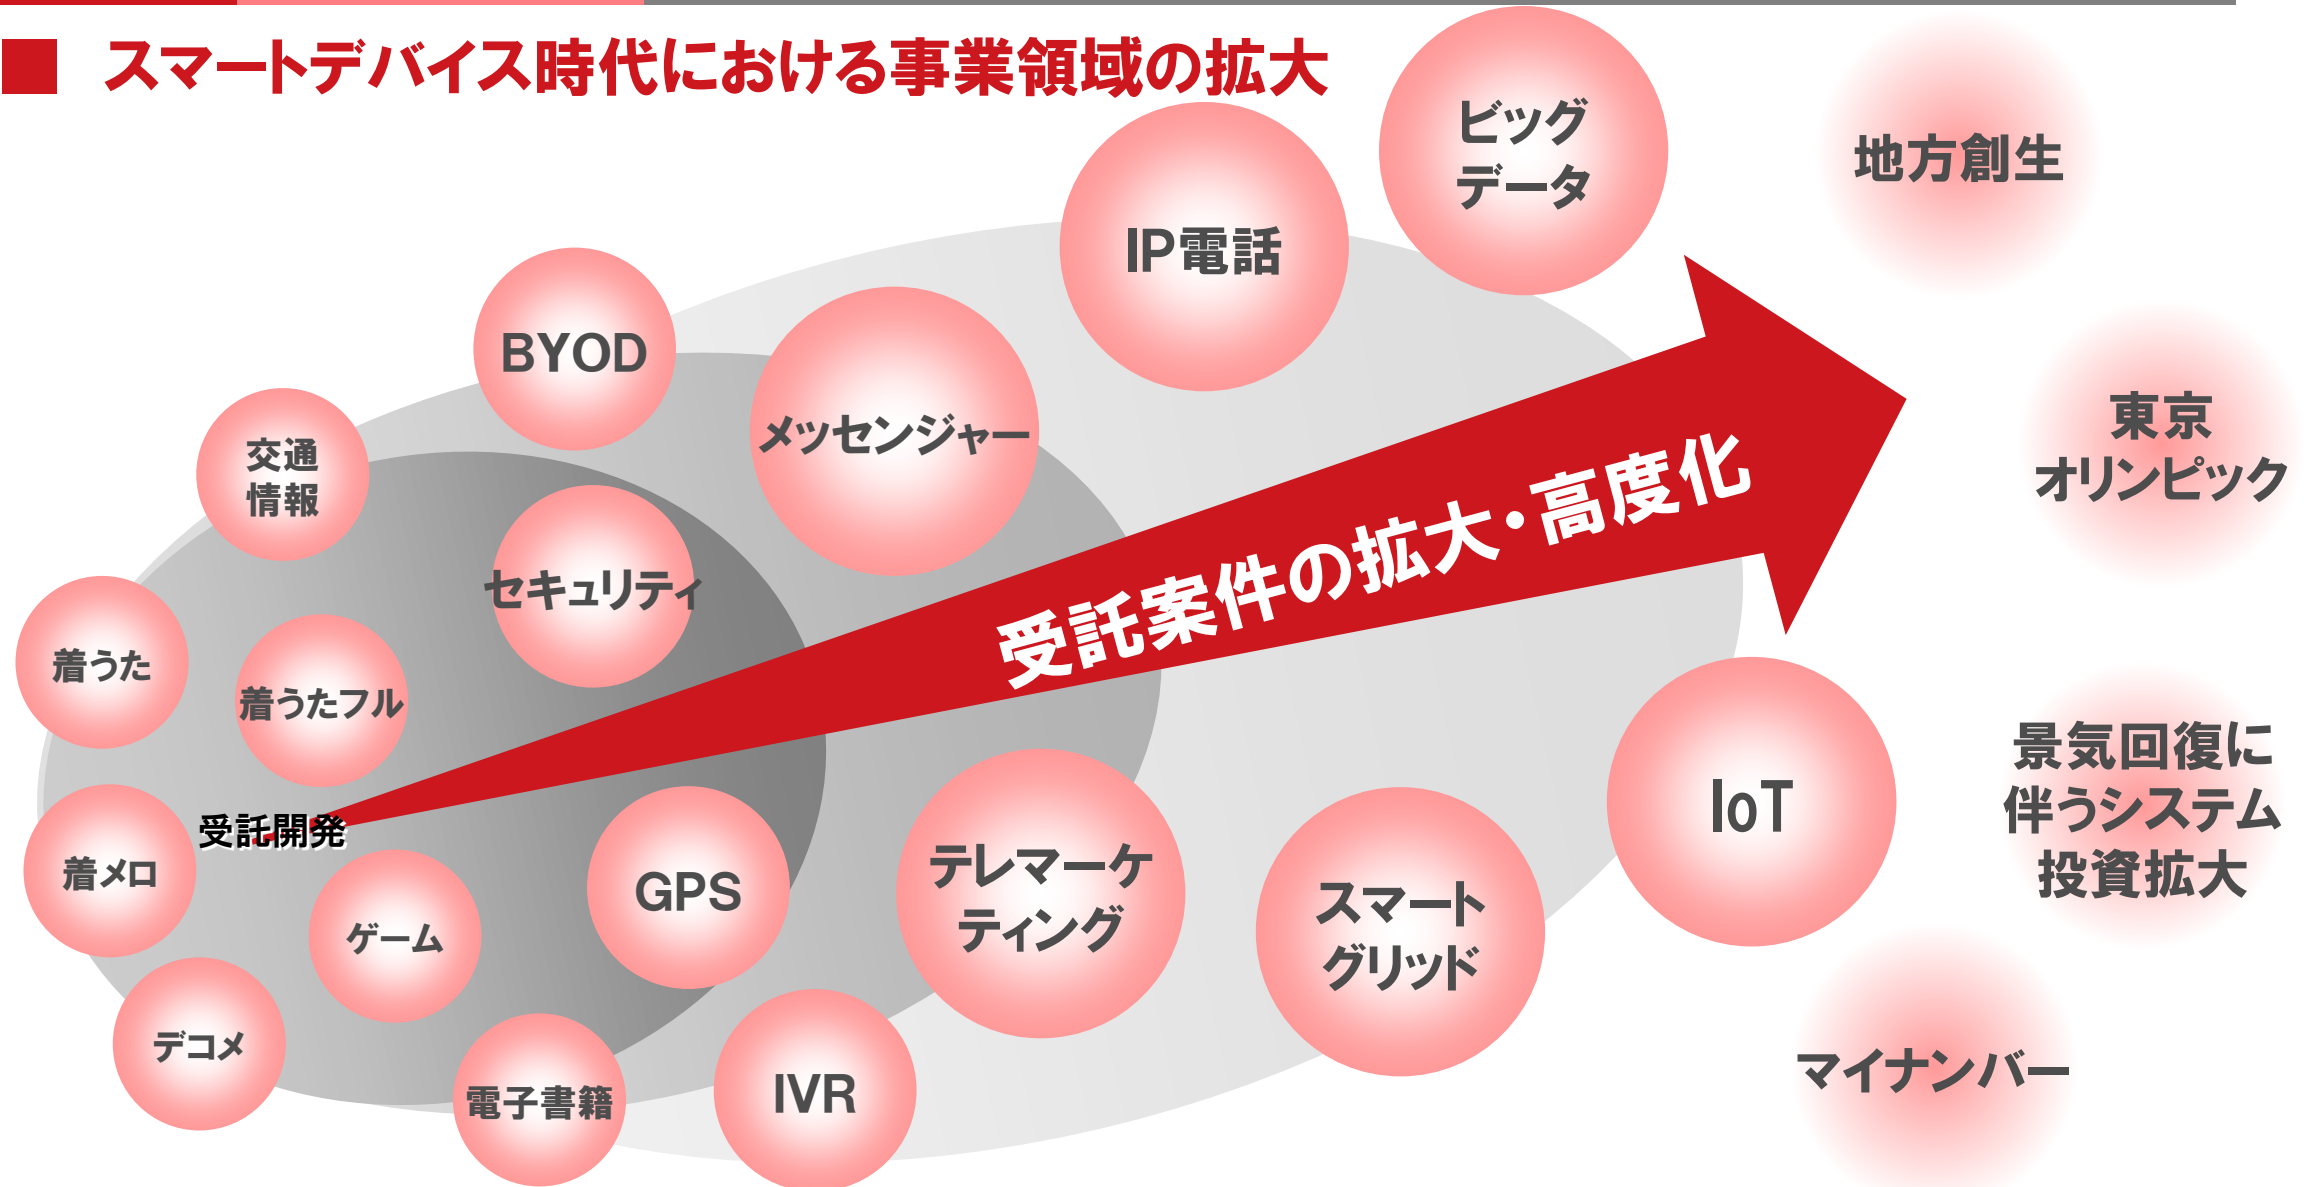 スマートデバイス時代における事業領域の拡大
ビッグ
データ
地方創生
IP電話
BYOD
メッセンジャー
東京
オリンピック
交通
情報
セキュリティ
受託案件の拡大・高度化
着うた
着うたフル
受託開発
着メロ
ゲーム
GPS
テレマーケ
ティング
スマート
グリッド
IoT
景気回復に
伴うシステム
投資拡大
デコメ
電子書籍
IVR
マイナンバー